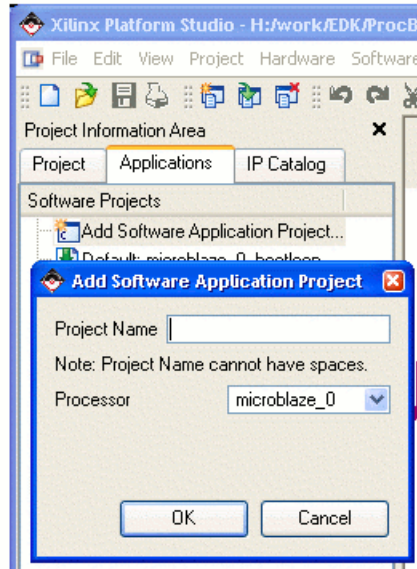 Xilinx Platform Studio - H:/work/EDK/ProcB
File Edit View Project Hardware Software
Project Information Area
Project Applications IP Catalog
Software Projects
Add Software Application Project...
Default: microblaze_0_bootloop
Add Software Application Project
Project Name
Note: Project Name cannot have spaces.
Processor microblaze_0
OK Cancel